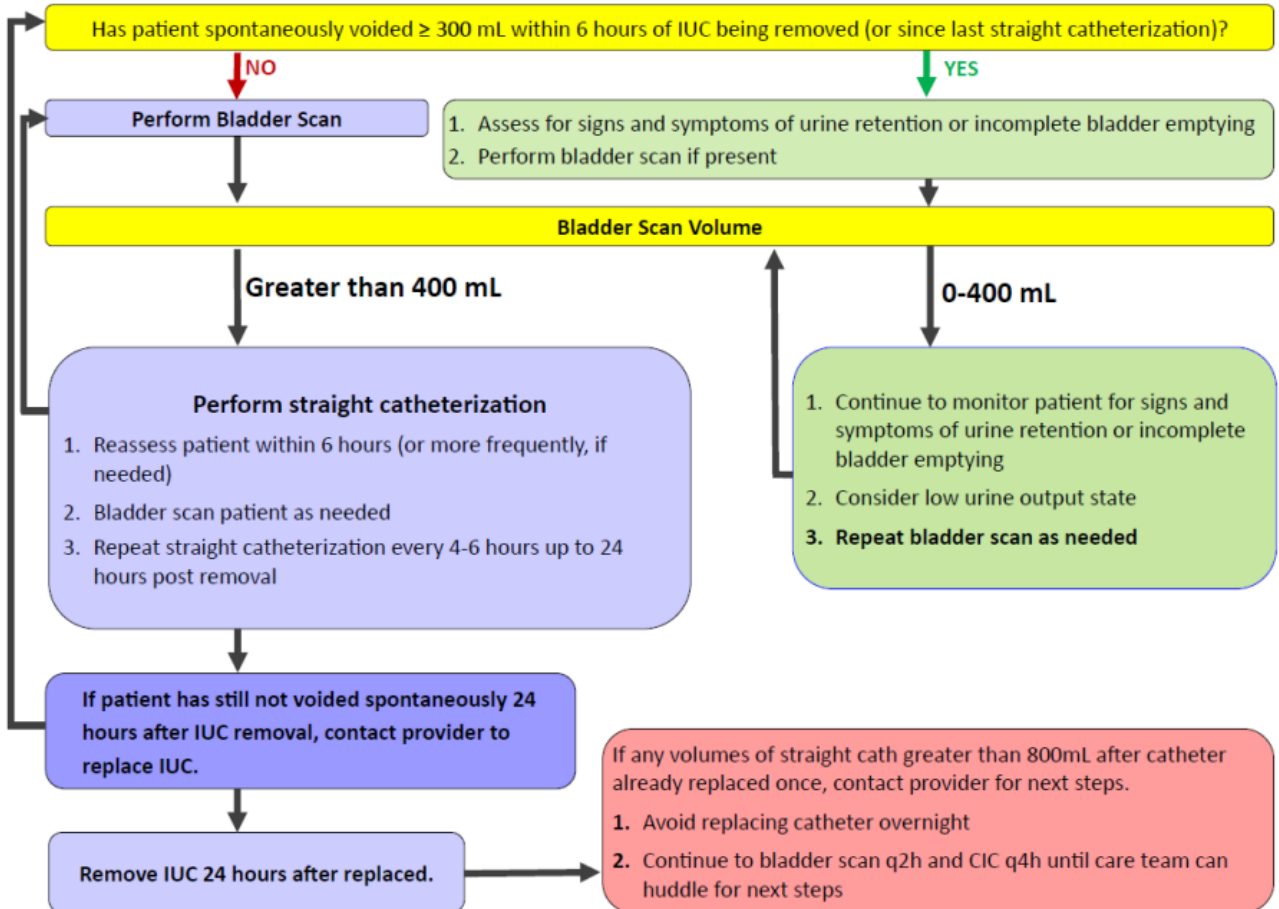 Has patient spontaneously voided ≥ 300 mL within 6 hours of IUC being removed (or since last straight catheterization)?
NO
YES
Perform Bladder Scan
1. Assess for signs and symptoms of urine retention or incomplete bladder emptying
2. Perform bladder scan if present
Bladder Scan Volume
Greater than 400 mL
0-400 mL
Perform straight catheterization
1. Reassess patient within 6 hours (or more frequently, if
needed)
2. Bladder scan patient as needed
3. Repeat straight catheterization every 4-6 hours up to 24
hours post removal
1. Continue to monitor patient for signs and
symptoms of urine retention or incomplete
bladder emptying
2. Consider low urine output state
3. Repeat bladder scan as needed
If patient has still not voided spontaneously 24
hours after IUC removal, contact provider to
replace IUC.
Remove IUC 24 hours after replaced.
If any volumes of straight cath greater than 800mL after catheter
already replaced once, contact provider for next steps.
1. Avoid replacing catheter overnight
2. Continue to bladder scan q2h and CIC q4h until care team can
huddle for next steps